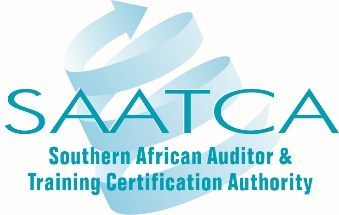 SAATCA
Southern African Auditor &
Training Certification Authority